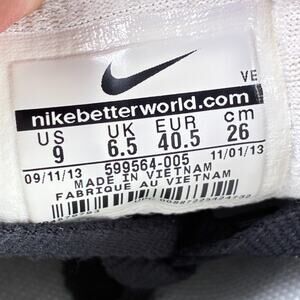 VE
nikebetterworld.com
US UK EUR cm
9 6.5 40.5 26
599564-005
09/11/13 11/01/13
MADE IN VIETNAM
FABRIQUE AU VIETNAM